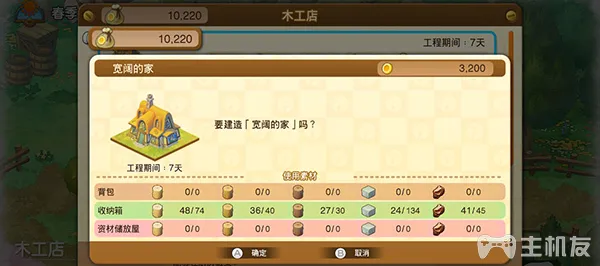 春季
10,220
木工店
10,220
工程期间：7天
宽阔的家
3,200
要建造「宽阔的家」吗？
工程期间：7天
使用素材
背包 0/0 0/0 0/0 0/0 0/0
收纳箱 48/74 36/40 27/30 24/134 41/45
资材储放屋 0/0 0/0 0/0 0/0 0/0
木工店
A 确定 B 取消
主机友